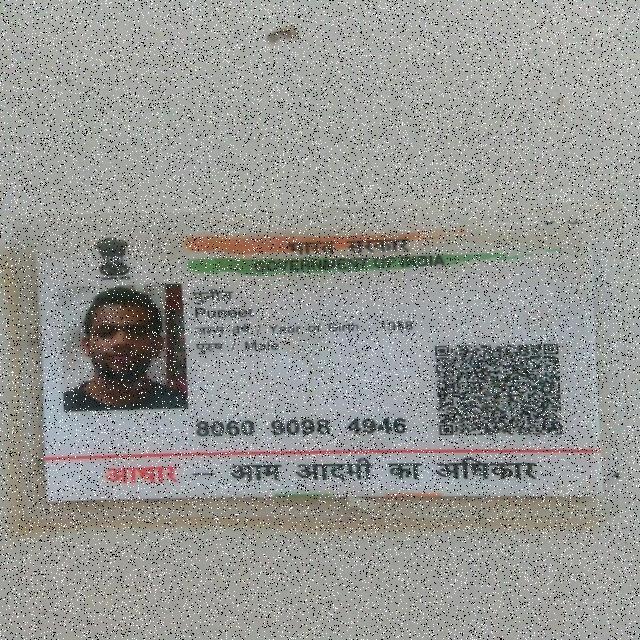 भारत सरकार
GOVERNMENT OF INDIA
पुनीत
Puneet
जन्म वर्ष / Year of Birth
पुरुष / Male
8060 9098 4946
आधार — आम आदमी का अधिकार